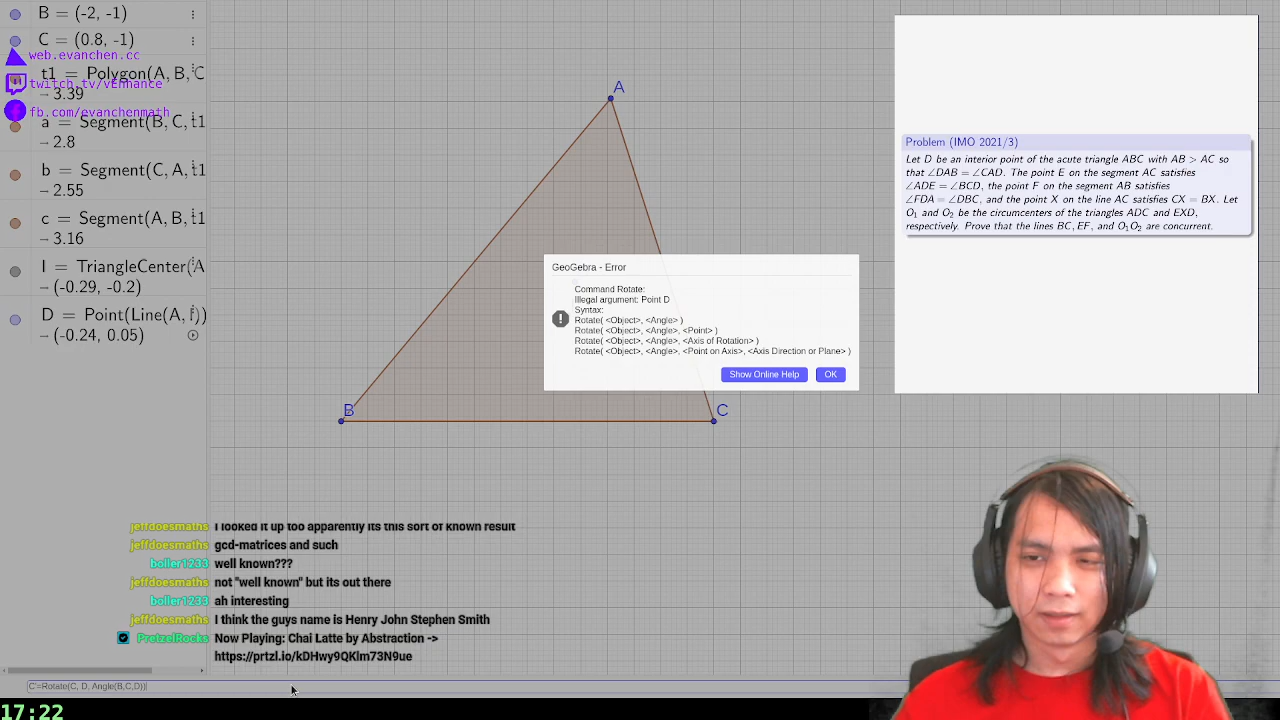 B = (-2, -1)
C = (0.8, -1)
web.evanchen.cc
t1 = Polygon(A, B, C
→ 3.39
twitch.tv/vEnhance
fb.com/evanchenmath
a = Segment(B, C, t1
→ 2.8
b = Segment(C, A, t1
→ 2.55
c = Segment(A, B, t1
→ 3.16
I = TriangleCenter(A
→ (-0.29, -0.2)
D = Point(Line(A, I))
→ (-0.24, 0.05)
A
B
C
GeoGebra - Error
Command Rotate:
Illegal argument: Point D
Syntax:
Rotate( <Object>, <Angle> )
Rotate( <Object>, <Angle>, <Point> )
Rotate( <Object>, <Angle>, <Axis of Rotation> )
Rotate( <Object>, <Angle>, <Point on Axis>, <Axis Direction or Plane> )
Show Online Help
OK
Problem (IMO 2021/3)
Let D be an interior point of the acute triangle ABC with AB > AC so
that ∠DAB = ∠CAD. The point E on the segment AC satisfies
∠ADE = ∠BCD, the point F on the segment AB satisfies
∠FDA = ∠DBC, and the point X on the line AC satisfies CX = BX. Let
O₁ and O₂ be the circumcenters of the triangles ADC and EXD,
respectively. Prove that the lines BC, EF, and O₁O₂ are concurrent.
jeffdoesmaths I looked it up too apparently its this sort of known result
jeffdoesmaths gcd-matrices and such
boller1233 well known???
jeffdoesmaths not "well known" but its out there
boller1233 ah interesting
jeffdoesmaths I think the guys name is Henry John Stephen Smith
PretzelRocks Now Playing: Chai Latte by Abstraction ->
https://prtzl.io/kDHwy9QKlm73N9ue
C'=Rotate(C, D, Angle(B,C,D))
17:22